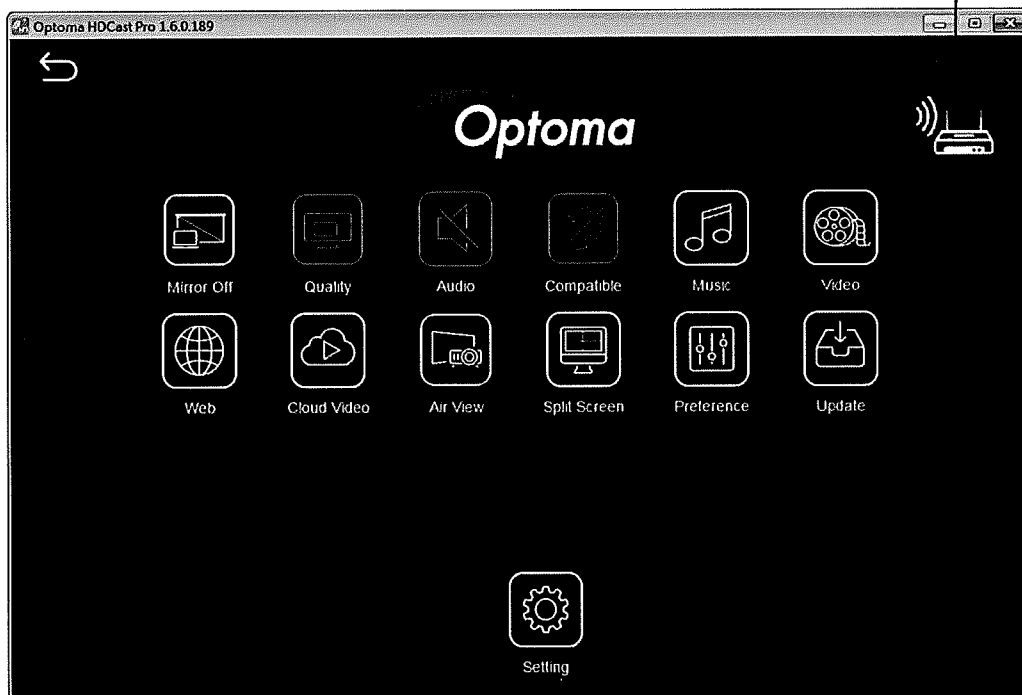 Optoma HDCast Pro 1.6.0.189
Optoma
Mirror Off Quality Audio Compatible Music Video
Web Cloud Video Air View Split Screen Preference Update
Setting